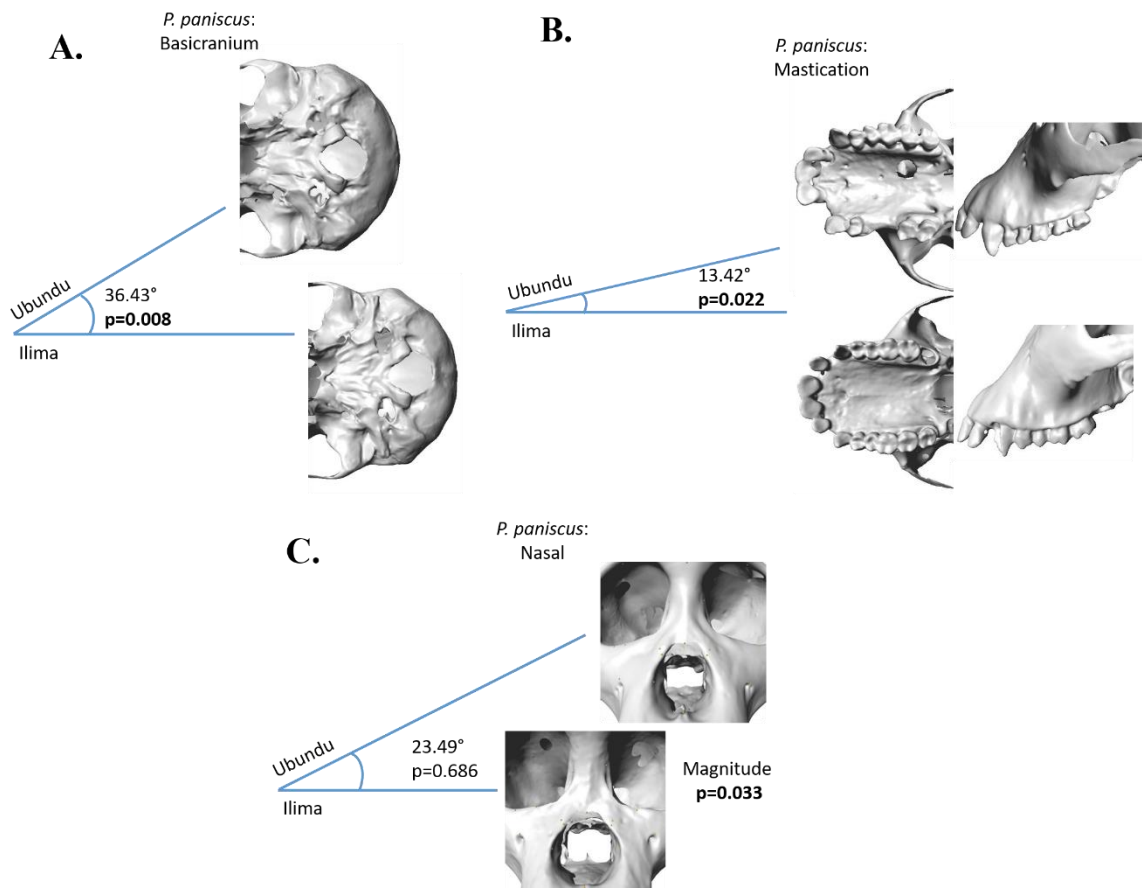 A.
P. paniscus:
Basicranium
Ubundu
36.43°
p=0.008
Ilima
B.
P. paniscus:
Mastication
Ubundu
13.42°
p=0.022
Ilima
C.
P. paniscus:
Nasal
Ubundu
23.49°
p=0.686
Ilima
Magnitude
p=0.033